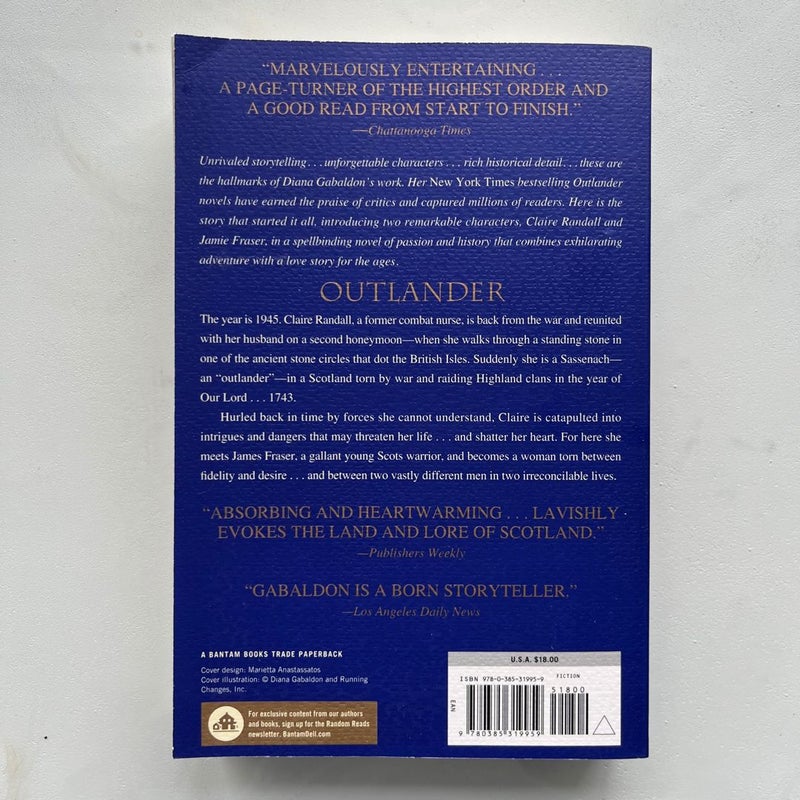 “MARVELOUSLY ENTERTAINING . . .
A PAGE-TURNER OF THE HIGHEST ORDER AND
A GOOD READ FROM START TO FINISH.”
—Chattanooga Times
Unrivaled storytelling . . . unforgettable characters . . . rich historical detail . . . these are
the hallmarks of Diana Gabaldon’s work. Her New York Times bestselling Outlander
novels have earned the praise of critics and captured millions of readers. Here is the
story that started it all, introducing two remarkable characters, Claire Randall and
Jamie Fraser, in a spellbinding novel of passion and history that combines exhilarating
adventure with a love story for the ages.
OUTLANDER
The year is 1945. Claire Randall, a former combat nurse, is back from the war and reunited
with her husband on a second honeymoon—when she walks through a standing stone in
one of the ancient stone circles that dot the British Isles. Suddenly she is a Sassenach—
an “outlander”—in a Scotland torn by war and raiding Highland clans in the year of
Our Lord . . . 1743.
Hurled back in time by forces she cannot understand, Claire is catapulted into
intrigues and dangers that may threaten her life . . . and shatter her heart. For here she
meets James Fraser, a gallant young Scots warrior, and becomes a woman torn between
fidelity and desire . . . and between two vastly different men in two irreconcilable lives.
“ABSORBING AND HEARTWARMING . . . LAVISHLY
EVOKES THE LAND AND LORE OF SCOTLAND.”
—Publishers Weekly
“GABALDON IS A BORN STORYTELLER.”
—Los Angeles Daily News
A BANTAM BOOKS TRADE PAPERBACK
Cover design: Marietta Anastassatos
Cover illustration: © Diana Gabaldon and Running
Changes, Inc.
For exclusive content from our authors
and books, sign up for the Random Reads
newsletter. BantamDell.com
U.S.A. $18.00
ISBN 978-0-385-31995-9
FICTION
51800
EAN
9 780385 319959